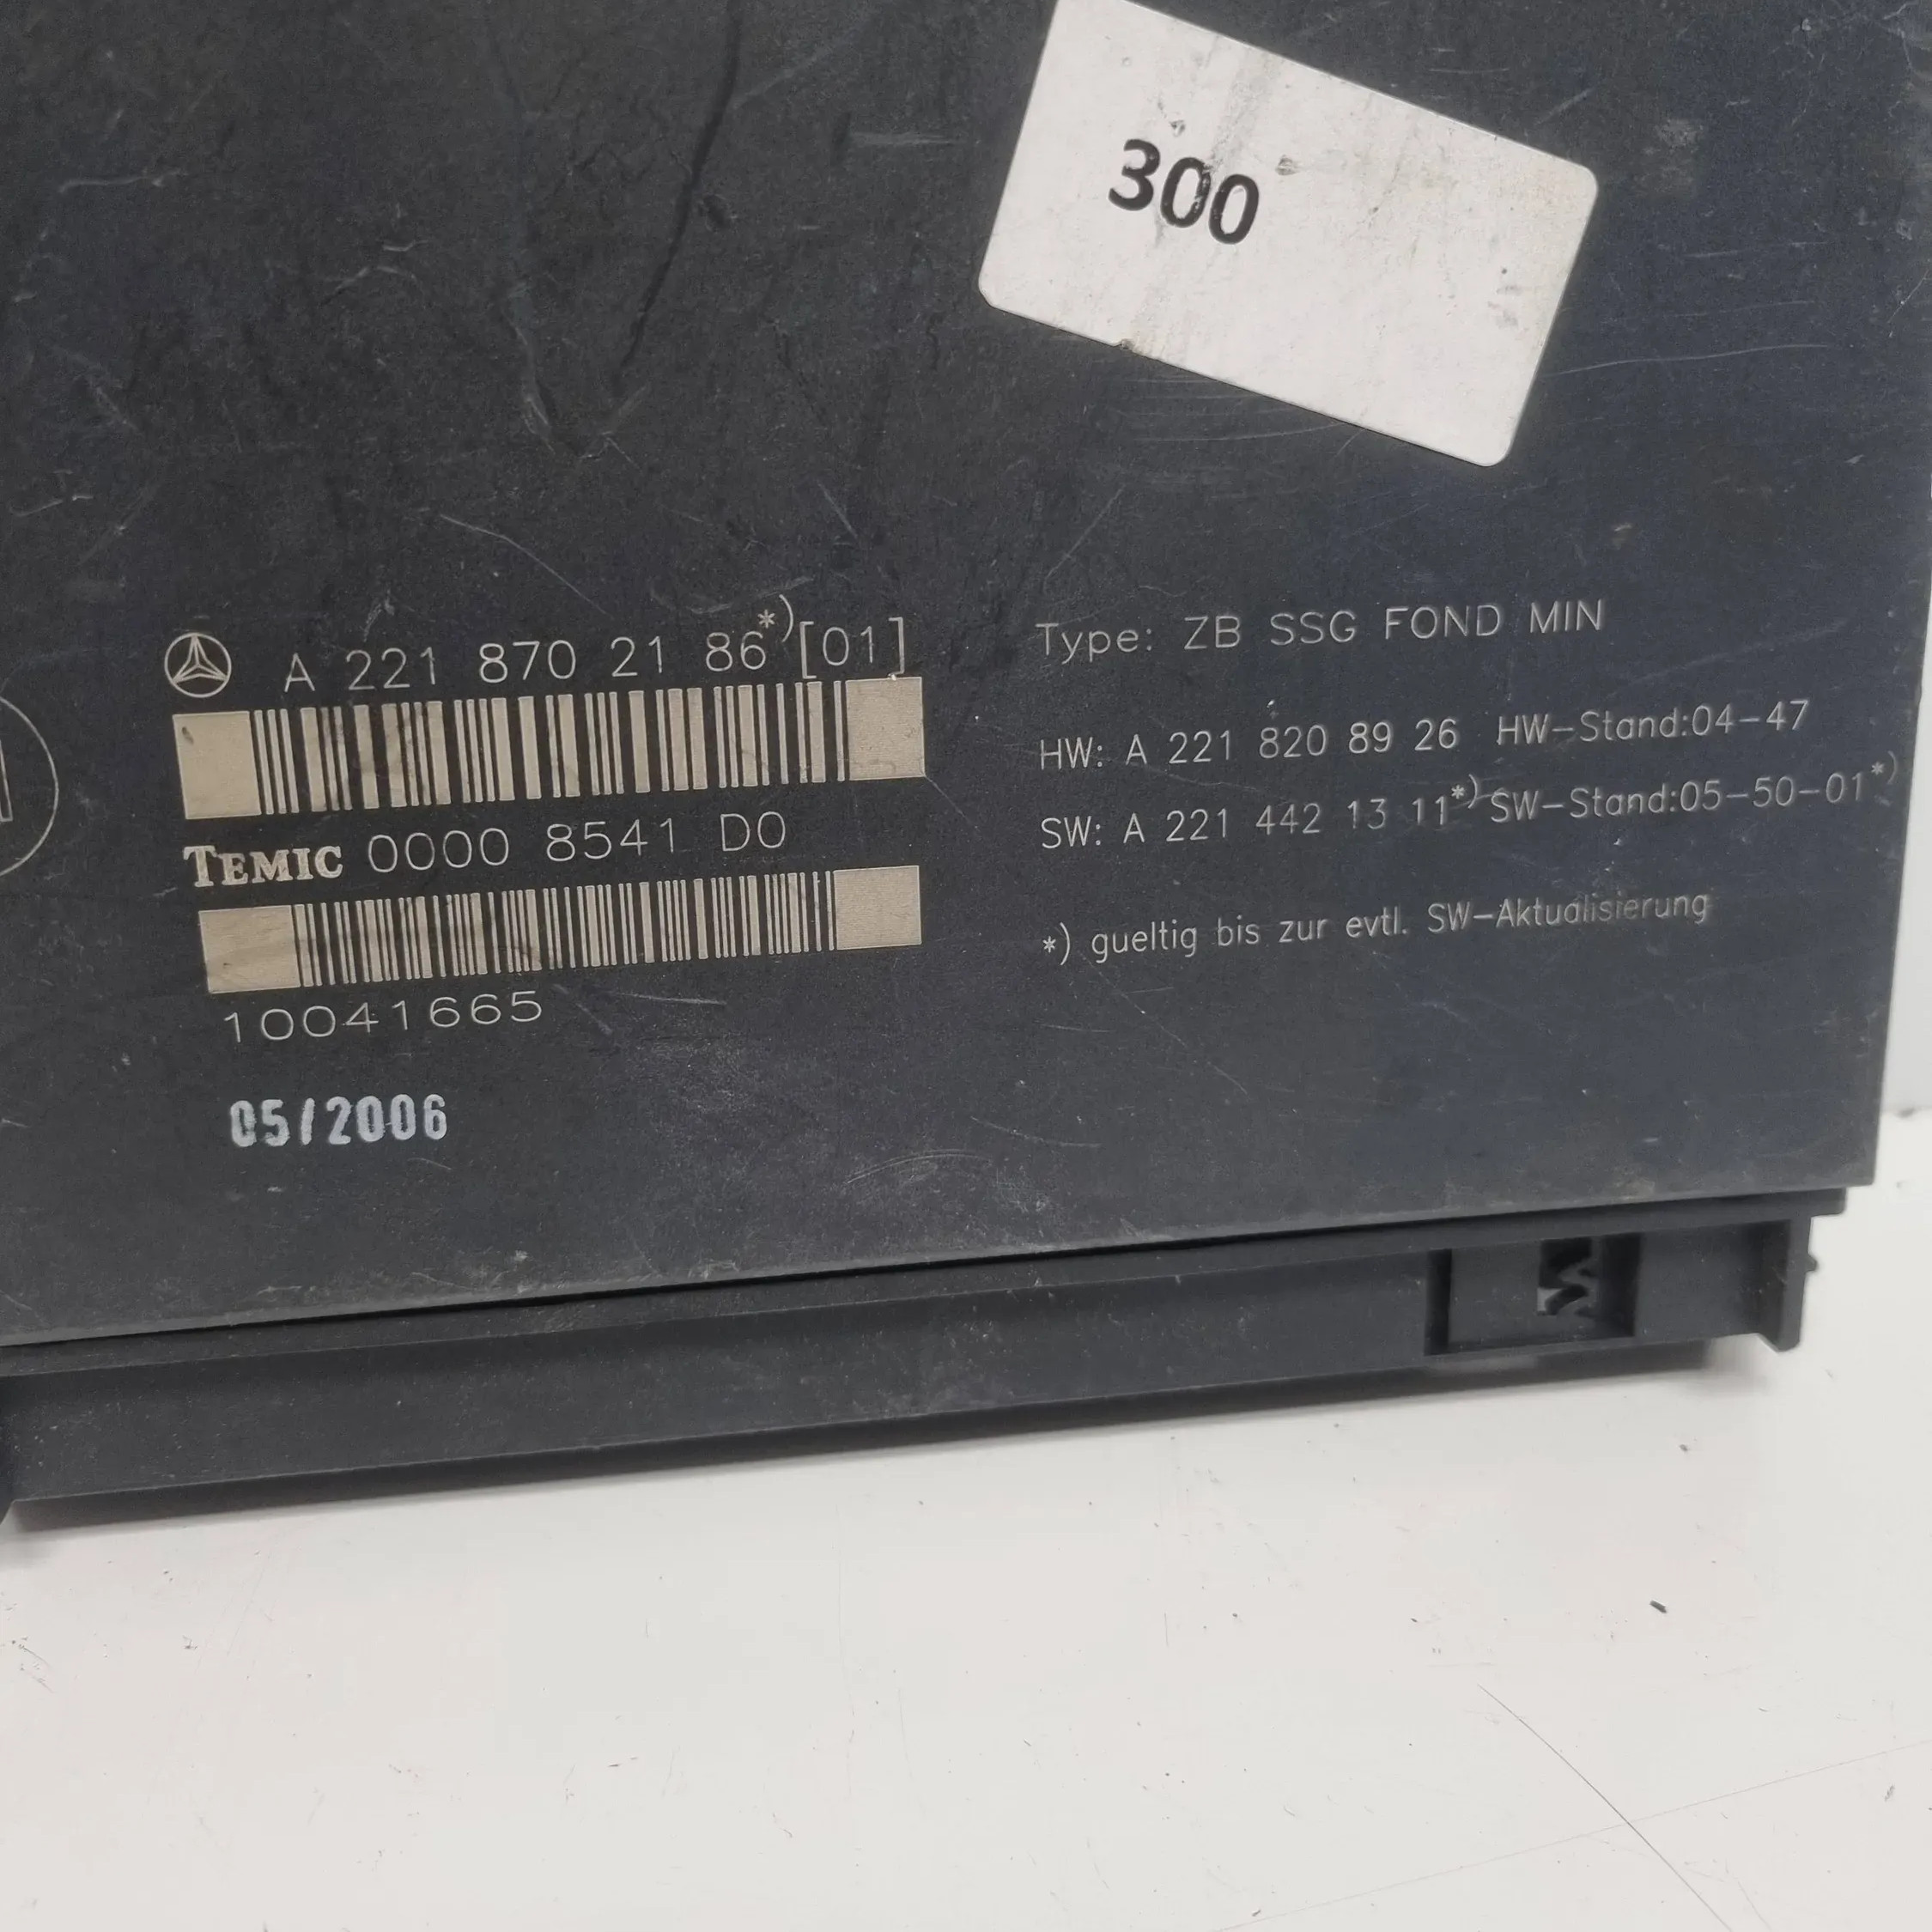 300
A 221 870 21 86*)[01]
TEMIC 0000 8541 D0
10041665
05/2006
Type: ZB SSG FOND MIN
HW: A 221 820 89 26 HW-Stand:04-47
SW: A 221 442 13 11*) SW-Stand:05-50-01*)
*) gueltig bis zur evtl. SW-Aktualisierung